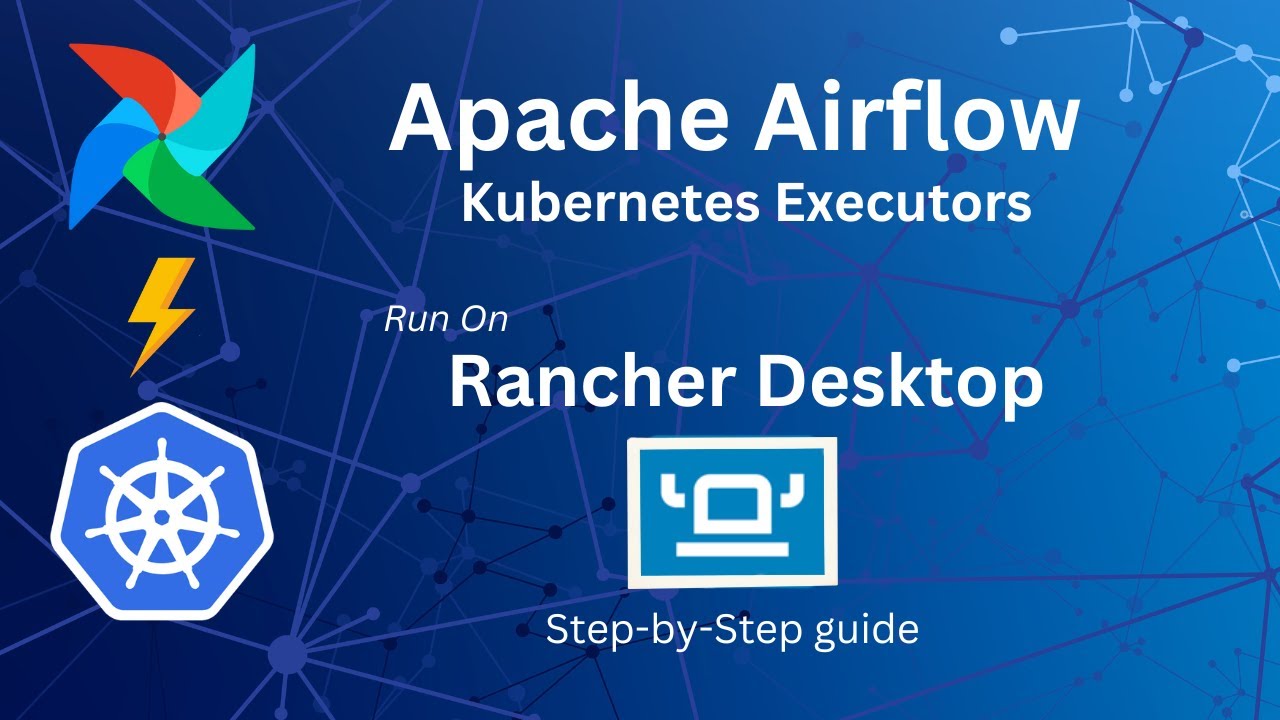 Apache Airflow
Kubernetes Executors
Run On
Rancher Desktop
Step-by-Step guide